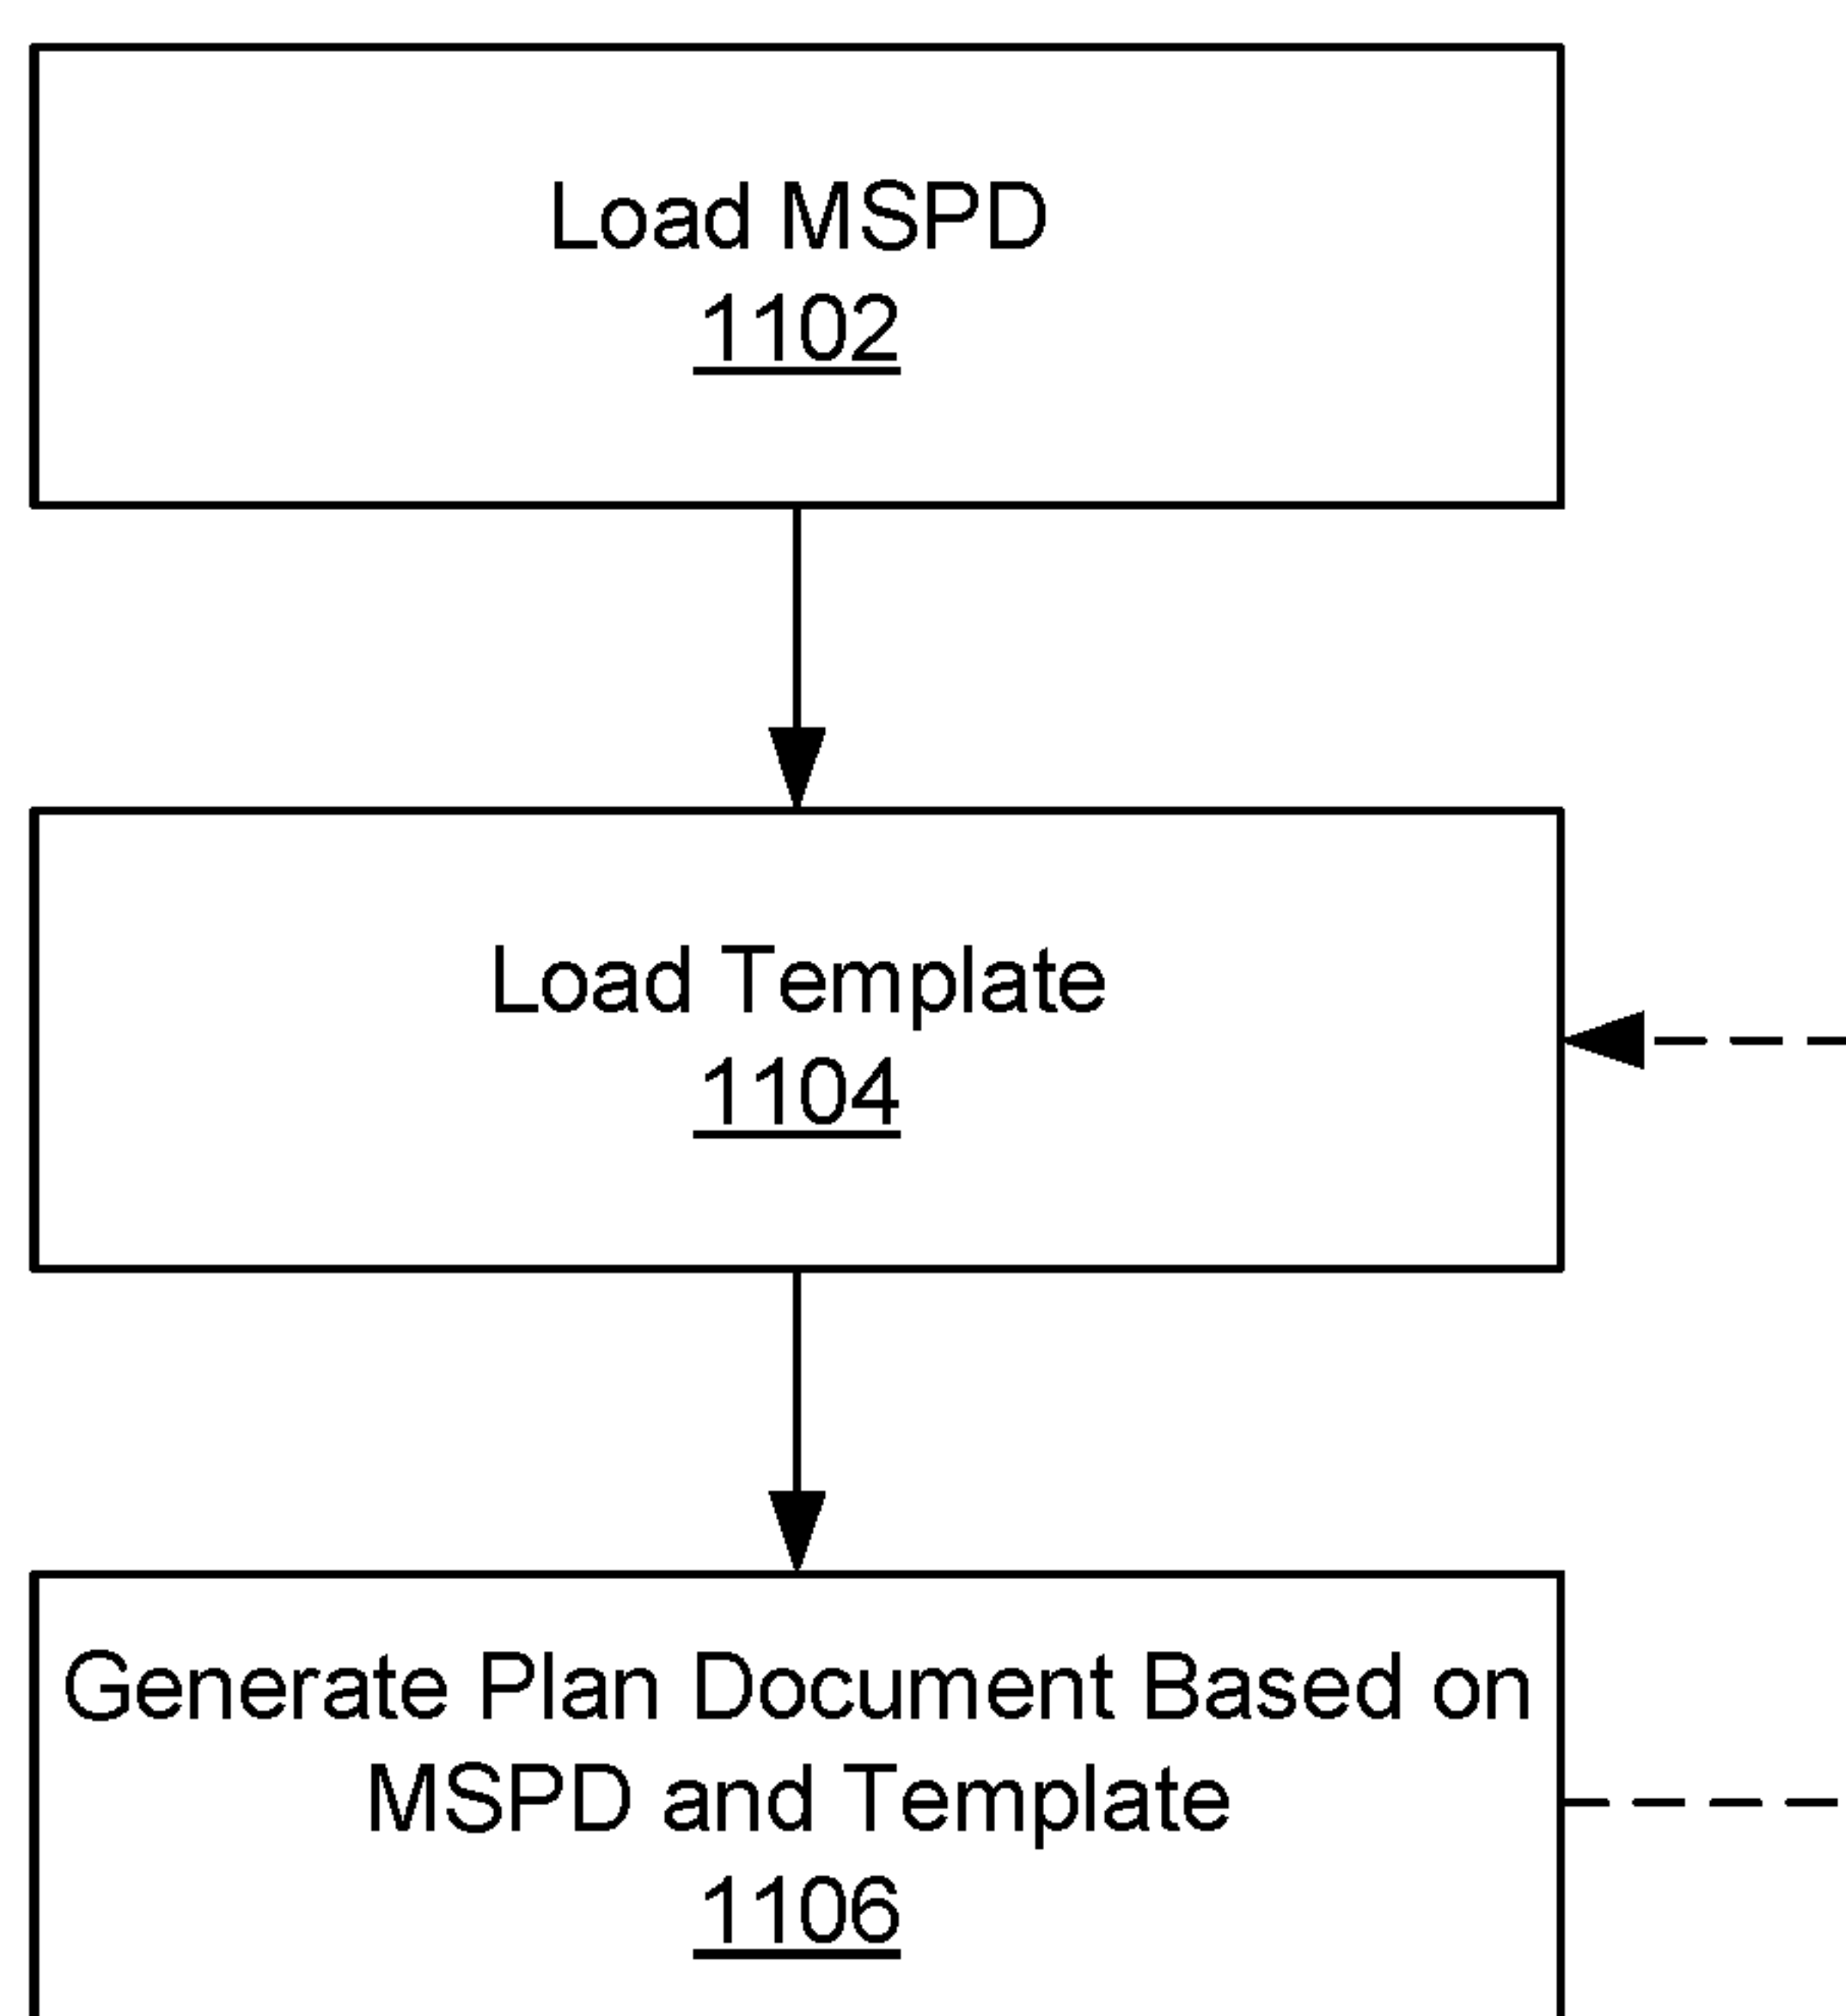 Load MSPD
1102
Load Template
1104
Generate Plan Document Based on
MSPD and Template
1106